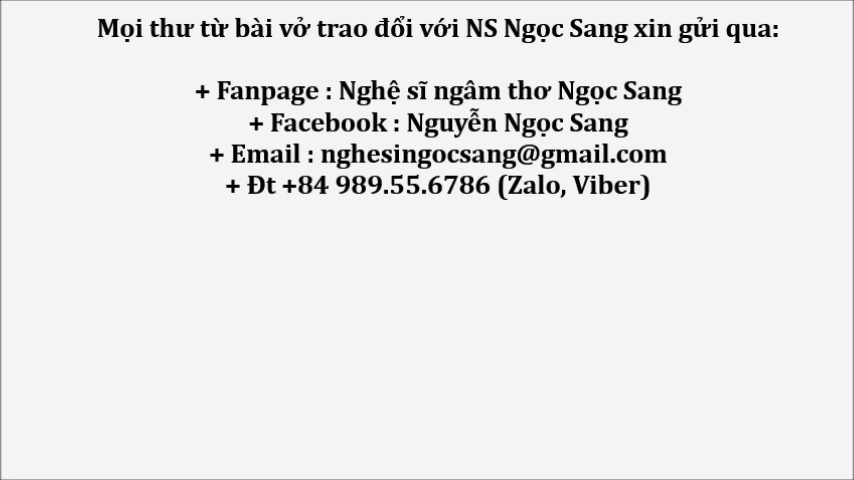 Mọi thư từ bài vở trao đổi với NS Ngọc Sang xin gửi qua:
+ Fanpage : Nghệ sĩ ngâm thơ Ngọc Sang
+ Facebook : Nguyễn Ngọc Sang
+ Email : nghesingocsang@gmail.com
+ Đt +84 989.55.6786 (Zalo, Viber)